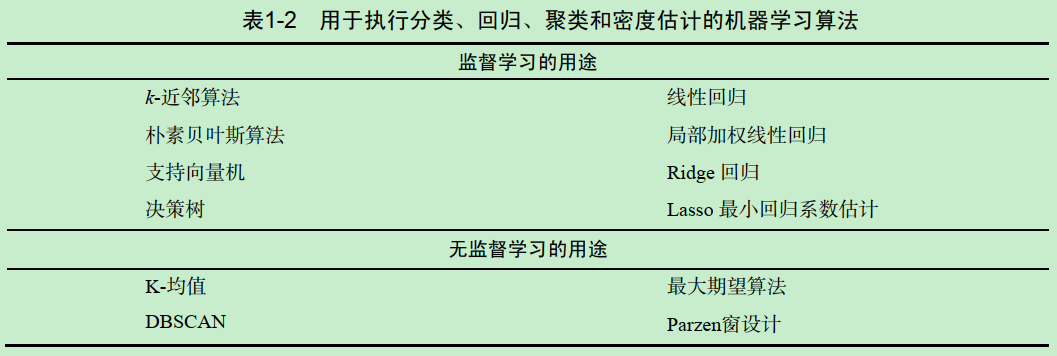 表1-2 用于执行分类、回归、聚类和密度估计的机器学习算法
监督学习的用途
k-近邻算法 线性回归
朴素贝叶斯算法 局部加权线性回归
支持向量机 Ridge 回归
决策树 Lasso 最小回归系数估计
无监督学习的用途
K-均值 最大期望算法
DBSCAN Parzen窗设计